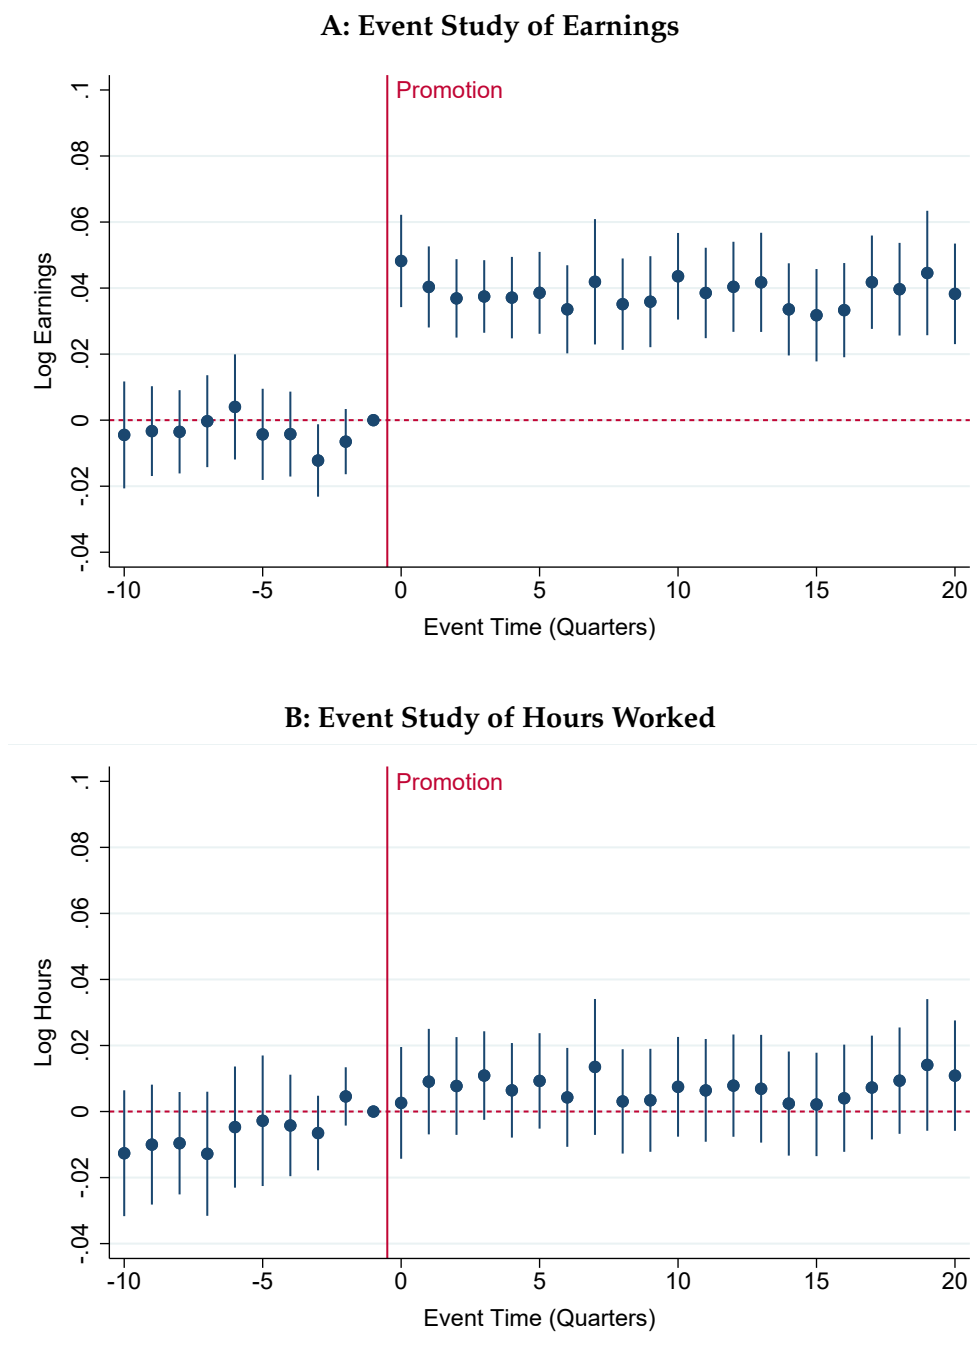 A: Event Study of Earnings
Promotion
Log Earnings
.1
.08
.06
.04
.02
0
-.02
-.04
-10 -5 0 5 10 15 20
Event Time (Quarters)
B: Event Study of Hours Worked
Promotion
Log Hours
.1
.08
.06
.04
.02
0
-.02
-.04
-10 -5 0 5 10 15 20
Event Time (Quarters)